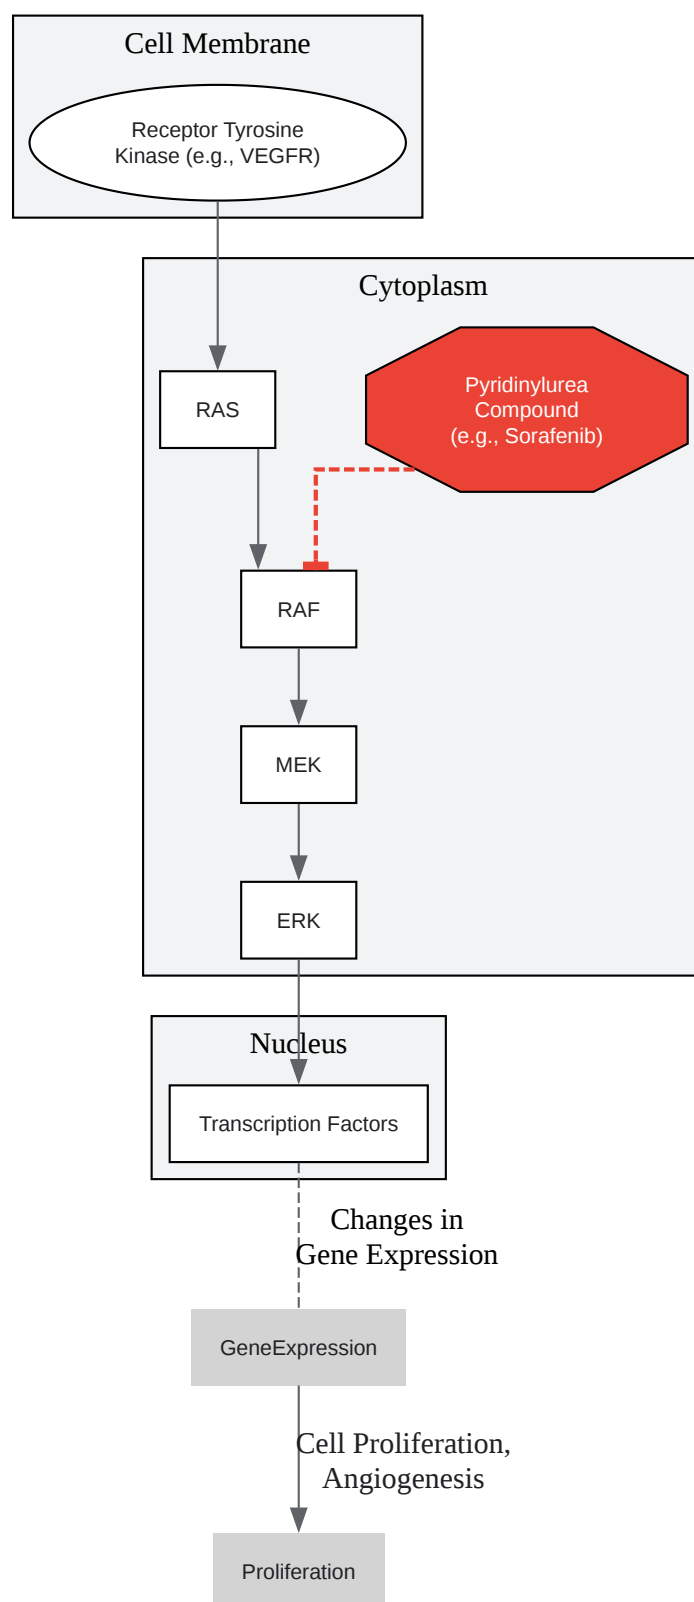 Cell Membrane
Receptor Tyrosine
Kinase (e.g., VEGFR)
Cytoplasm
Pyridinylurea
Compound
(e.g., Sorafenib)
RAS
RAF
MEK
ERK
Nucleus
Transcription Factors
Changes in
Gene Expression
GeneExpression
Cell Proliferation,
Angiogenesis
Proliferation